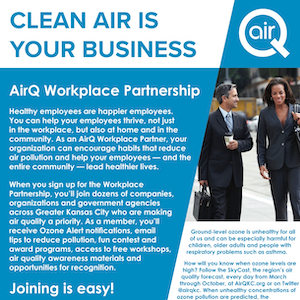 CLEAN AIR IS
YOUR BUSINESS
air
Q
AirQ Workplace Partnership
Healthy employees are happier employees.
You can help your employees thrive, not just
in the workplace, but also at home and in the
community. As an AirQ Workplace Partner, your
organization can encourage habits that reduce
air pollution and help your employees — and the
entire community — lead healthier lives.
When you sign up for the Workplace
Partnership, you'll join dozens of companies,
organizations and government agencies
across Greater Kansas City who are making
air quality a priority. As a member, you'll
receive Ozone Alert notifications, email
tips to reduce pollution, fun contest and
award programs, access to free workshops,
air quality awareness materials and
opportunities for recognition.
Joining is easy!
Ground-level ozone is unhealthy for all
of us and can be especially harmful for
children, older adults and people with
respiratory problems such as asthma.
How will you know when ozone levels are
high? Follow the SkyCast, the region's air
quality forecast, every day from March
through October, at AirQKC.org or on Twitter
@airqkc. When unhealthy concentrations of
ozone pollution are predicted, the